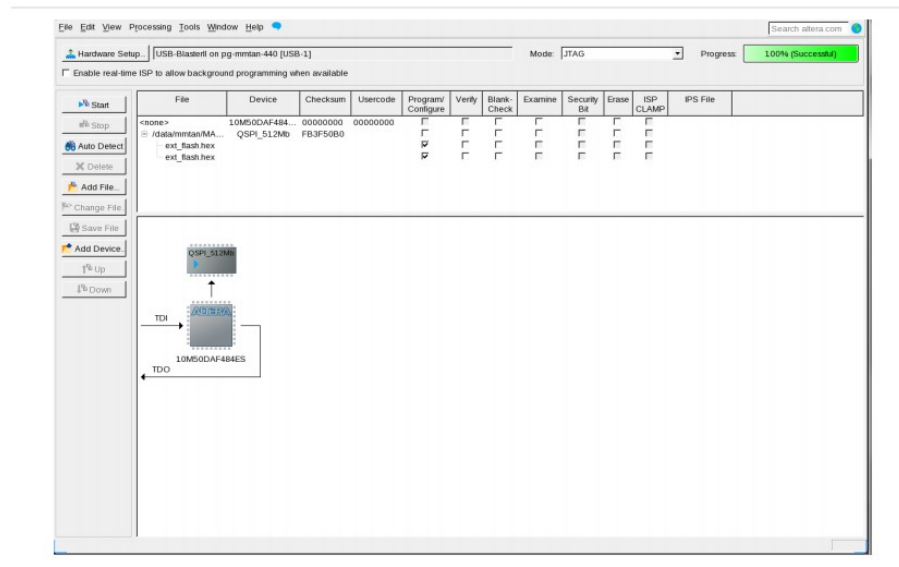 File Edit View Processing Tools Window Help
Search altera.com
Hardware Setup... USB-BlasterII on pg-mmtan-440 [USB-1] Mode: JTAG Progress: 100% (Successful)
Enable real-time ISP to allow background programming when available
Start
Stop
Auto Detect
Delete
Add File...
Change File.
Save File
Add Device.
Up
Down
File Device Checksum Usercode Program/ Configure Verify Blank- Check Examine Security Bit Erase ISP CLAMP IPS File
<none> 10M50DAF484... 00000000 00000000
/data/mmtan/MA... QSPI_512Mb FB3F50B0
ext_flash.hex
ext_flash.hex
QSPI_512Mb
TDI
ALTERA
10M50DAF484ES
TDO